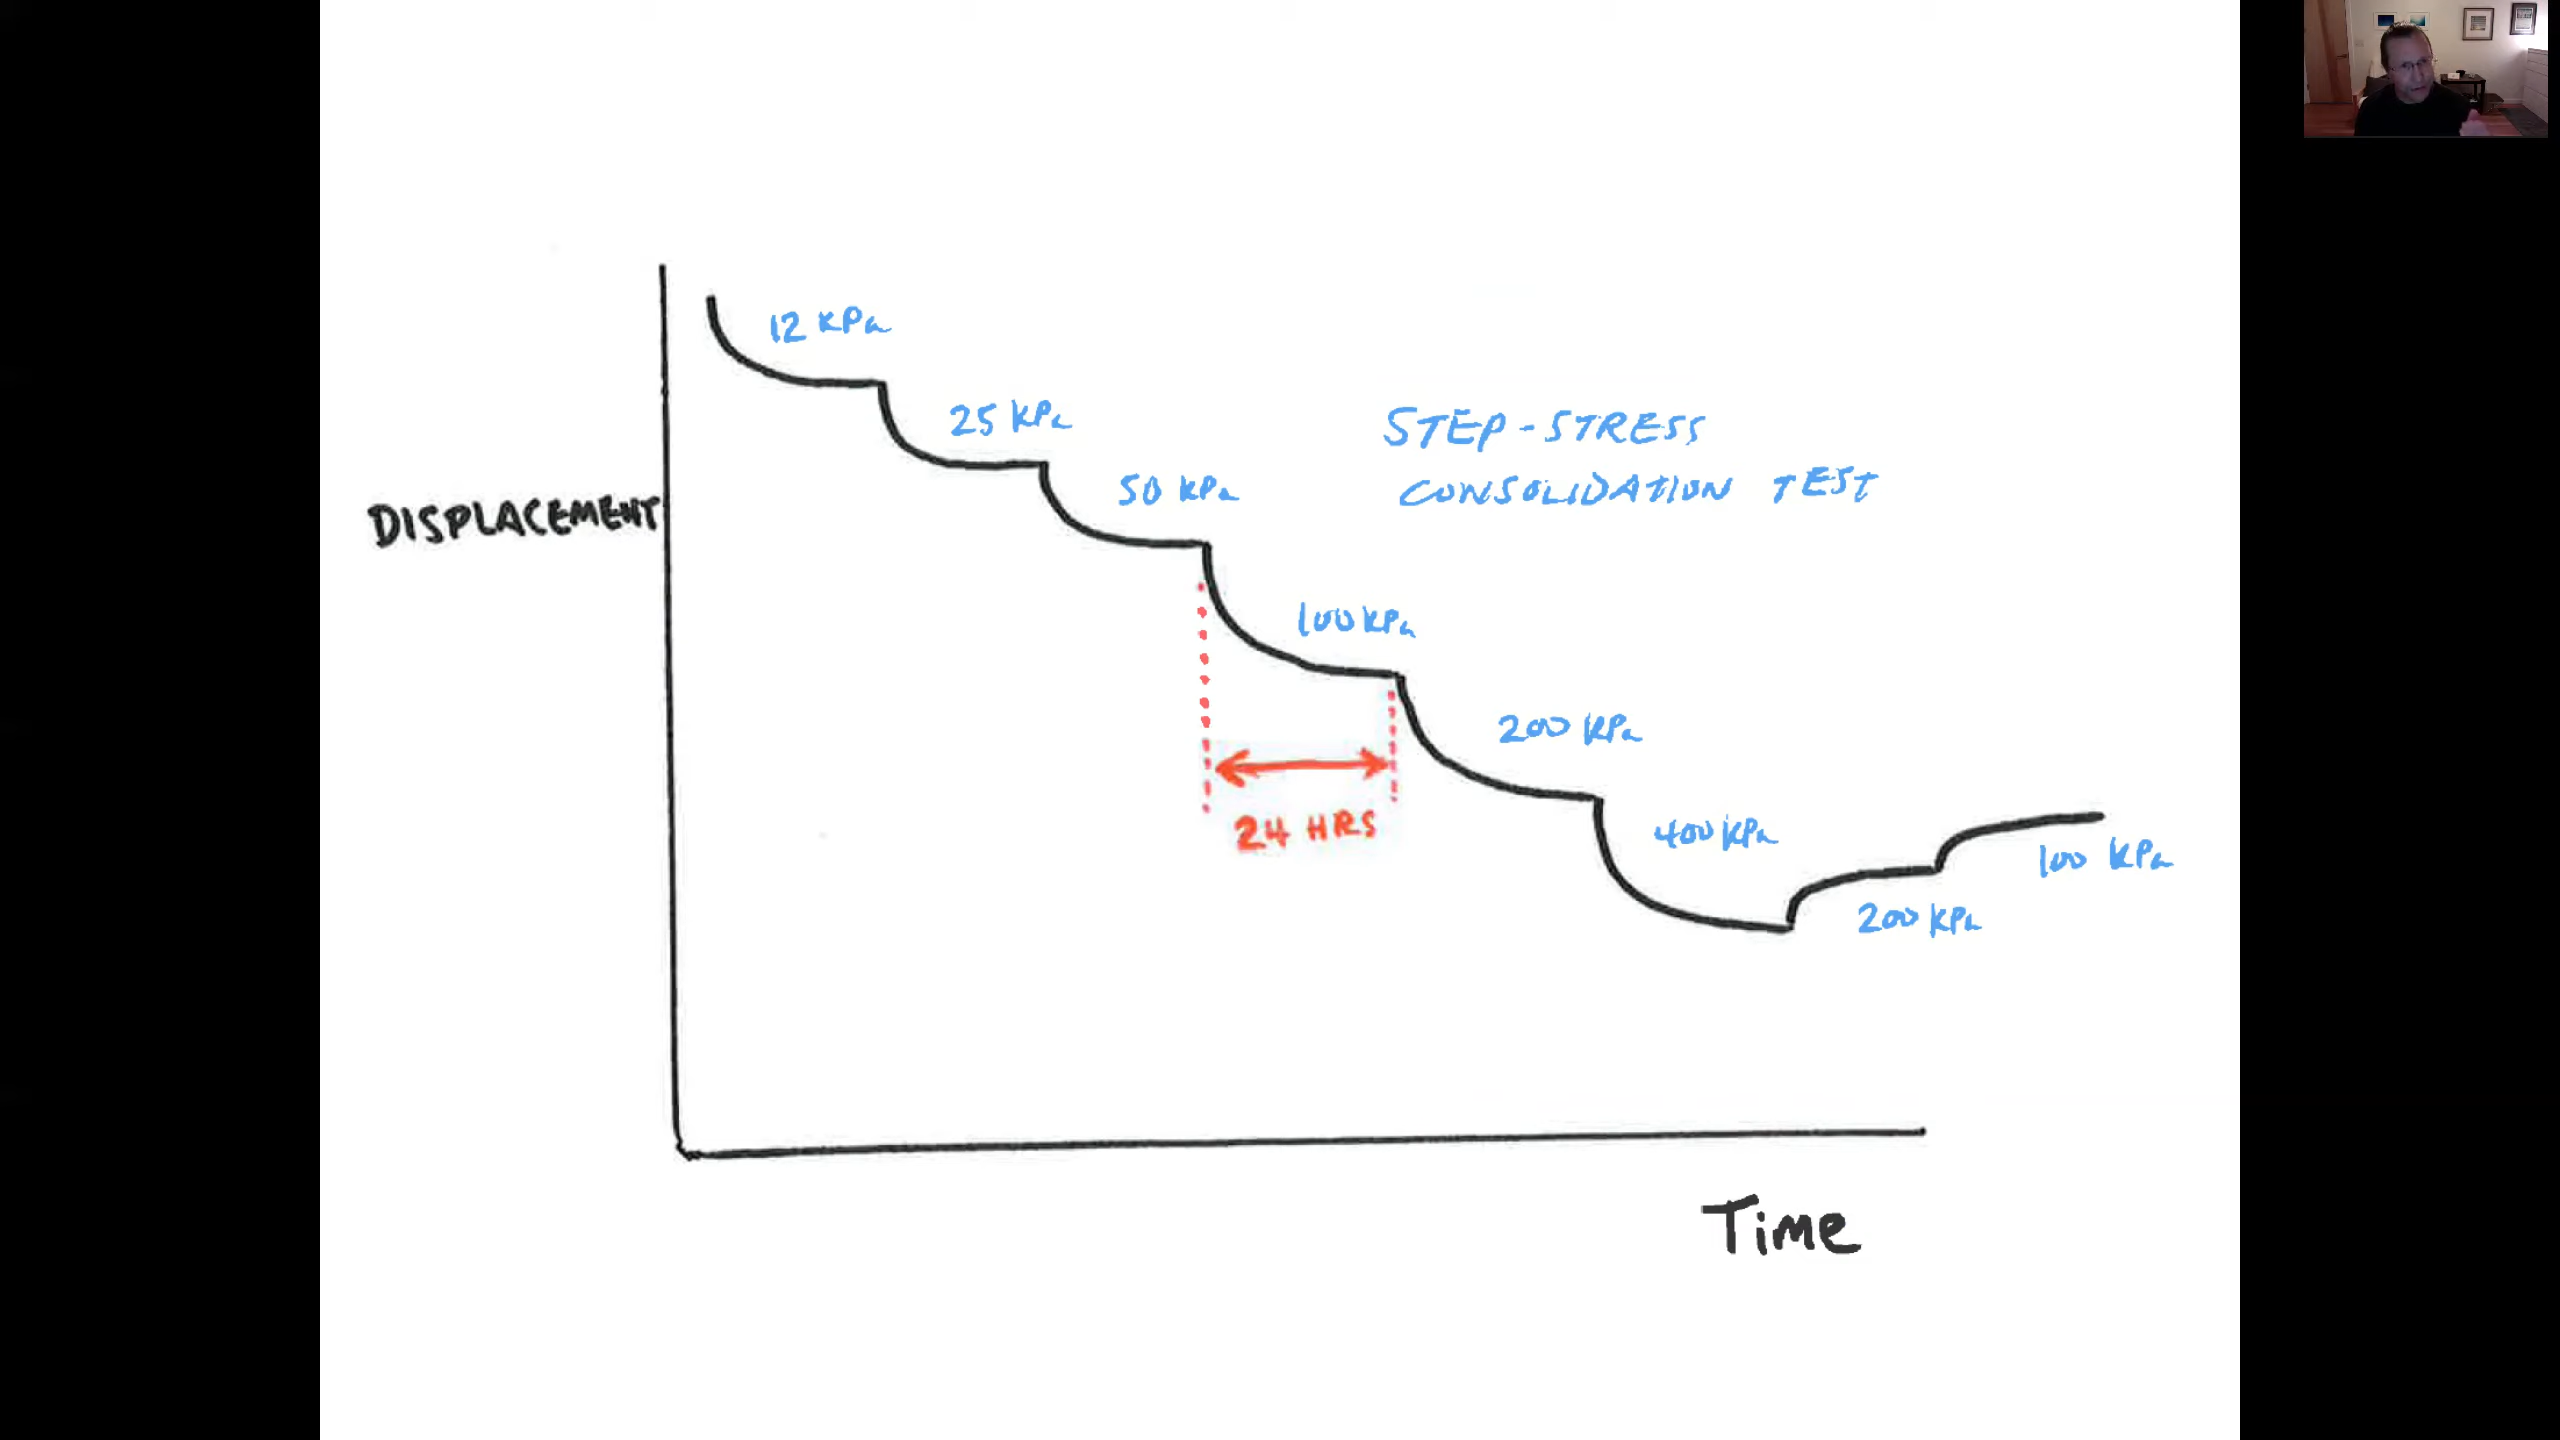 12 kPa
25 kPa
STEP-STRESS
CONSOLIDATION TEST
50 kPa
DISPLACEMENT
100 kPa
200 kPa
24 HRS
400 kPa
100 kPa
200 kPa
Time